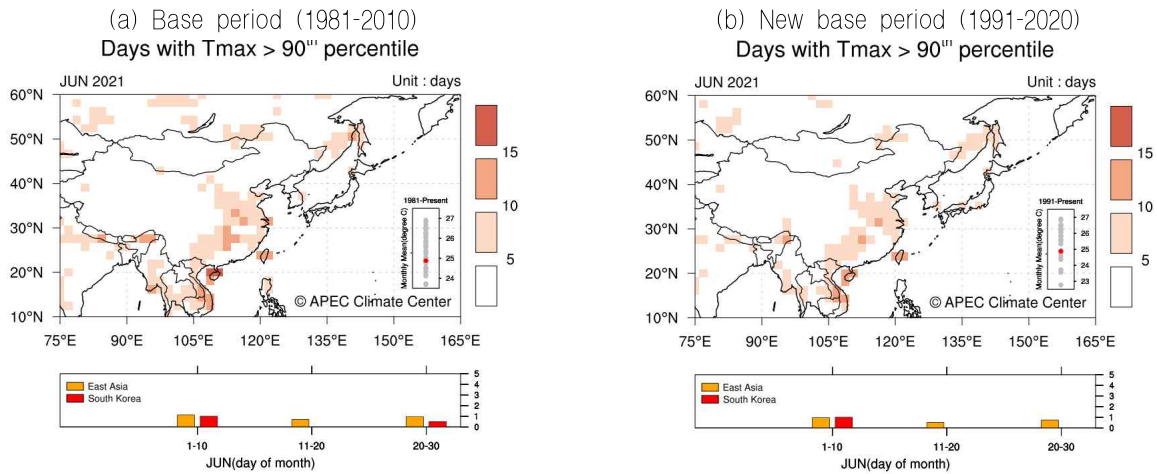 (a) Base period (1981-2010)
Days with Tmax > 90th percentile
JUN 2021 Unit : days
60°N
50°N
40°N
30°N
20°N
10°N
75°E 90°E 105°E 120°E 135°E 150°E 165°E
15
10
5
1981-Present
Monthly Mean(degree C)
27
26
25
24
© APEC Climate Center
East Asia
South Korea
5
4
3
2
1
0
1-10 11-20 20-30
JUN(day of month)
(b) New base period (1991-2020)
Days with Tmax > 90th percentile
JUN 2021 Unit : days
60°N
50°N
40°N
30°N
20°N
10°N
75°E 90°E 105°E 120°E 135°E 150°E 165°E
15
10
5
1991-Present
Monthly Mean(degree C)
27
26
25
24
23
© APEC Climate Center
East Asia
South Korea
5
4
3
2
1
0
1-10 11-20 20-30
JUN(day of month)